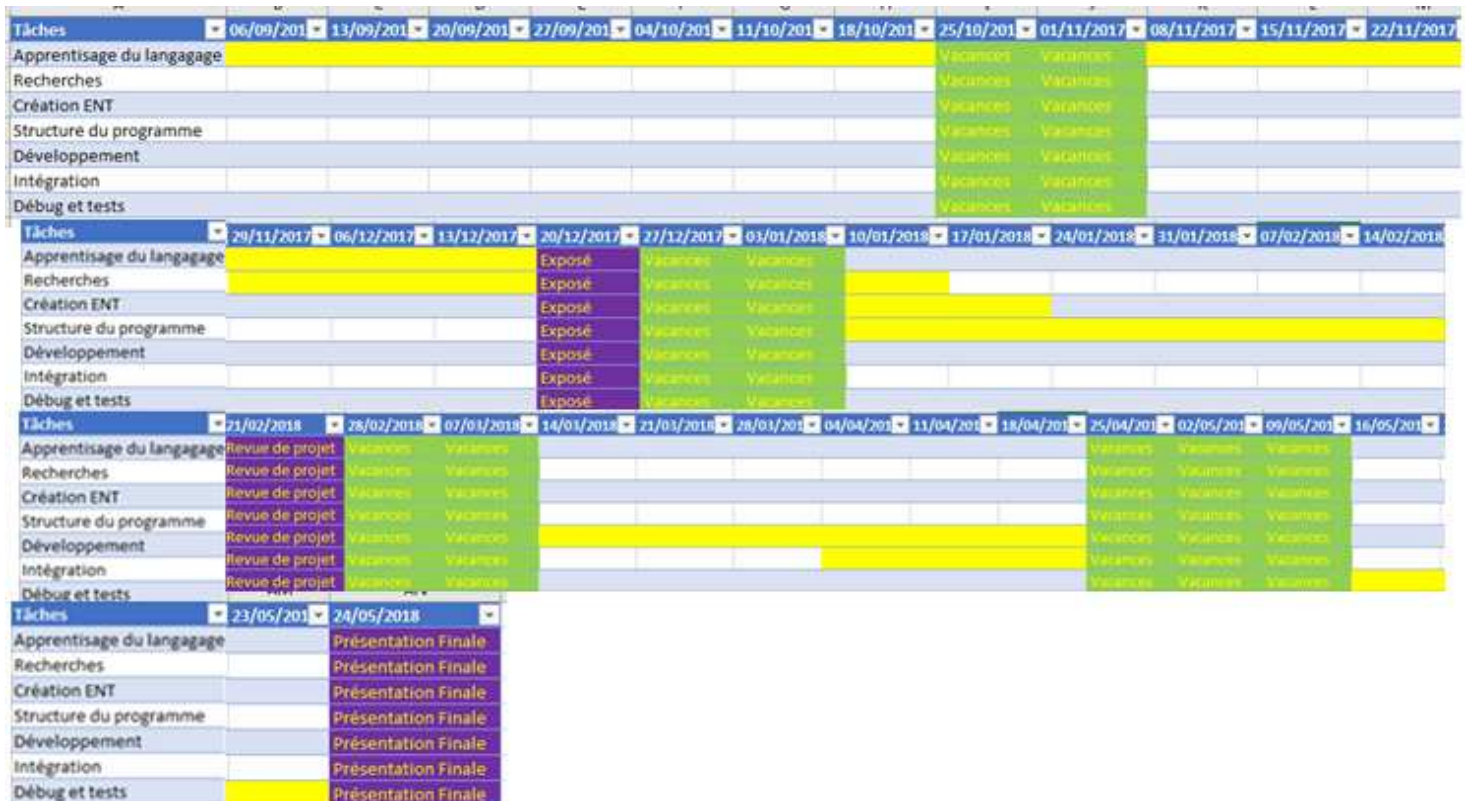 Tâches 06/09/201 13/09/201 20/09/201 27/09/201 04/10/201 11/10/201 18/10/201 25/10/201 01/11/2017 08/11/2017 15/11/2017 22/11/2017
Apprentisage du langagage Vacances Vacances
Recherches Vacances Vacances
Création ENT Vacances Vacances
Structure du programme Vacances Vacances
Développement Vacances Vacances
Intégration Vacances Vacances
Débug et tests Vacances Vacances
Tâches 29/11/2017 06/12/2017 13/12/2017 20/12/2017 27/12/2017 03/01/2018 10/01/2018 17/01/2018 24/01/2018 31/01/2018 07/02/2018 14/02/2018
Apprentisage du langagage Exposé Vacances Vacances
Recherches Exposé Vacances Vacances
Création ENT Exposé Vacances Vacances
Structure du programme Exposé Vacances Vacances
Développement Exposé Vacances Vacances
Intégration Exposé Vacances Vacances
Débug et tests Exposé Vacances Vacances
Tâches 21/02/2018 28/02/2018 07/03/2018 14/03/2018 21/03/2018 28/03/201 04/04/201 11/04/201 18/04/201 25/04/201 02/05/201 09/05/201 16/05/201
Apprentisage du langagage Revue de projet Vacances Vacances Vacances Vacances Vacances
Recherches Revue de projet Vacances Vacances Vacances Vacances Vacances
Création ENT Revue de projet Vacances Vacances Vacances Vacances Vacances
Structure du programme Revue de projet Vacances Vacances Vacances Vacances Vacances
Développement Revue de projet Vacances Vacances Vacances Vacances Vacances
Intégration Revue de projet Vacances Vacances Vacances Vacances Vacances
Débug et tests Revue de projet Vacances Vacances Vacances Vacances Vacances
Tâches 23/05/201 24/05/2018
Apprentisage du langagage Présentation Finale
Recherches Présentation Finale
Création ENT Présentation Finale
Structure du programme Présentation Finale
Développement Présentation Finale
Intégration Présentation Finale
Débug et tests Présentation Finale